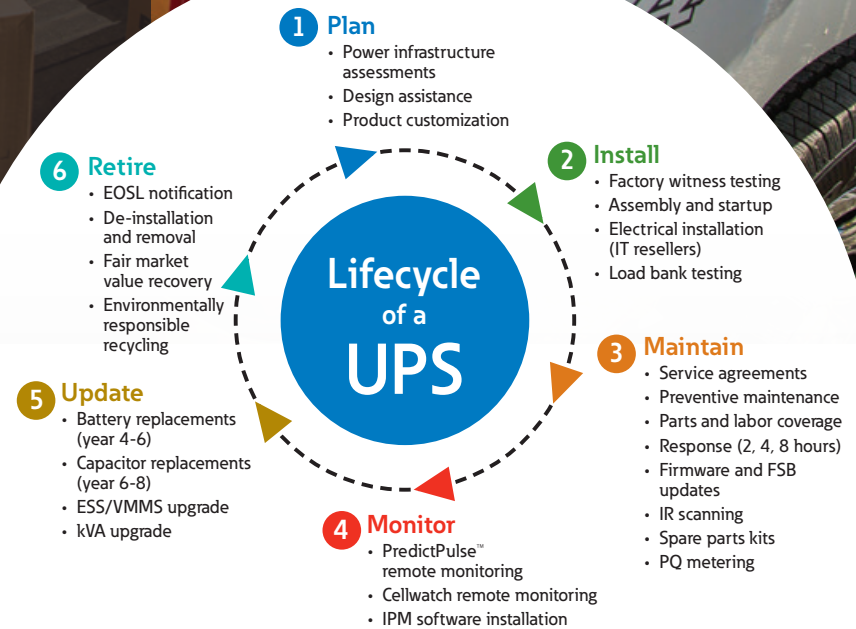 1 Plan
• Power infrastructure
assessments
• Design assistance
• Product customization
2 Install
• Factory witness testing
• Assembly and startup
• Electrical installation
(IT resellers)
• Load bank testing
3 Maintain
• Service agreements
• Preventive maintenance
• Parts and labor coverage
• Response (2, 4, 8 hours)
• Firmware and FSB
updates
• IR scanning
• Spare parts kits
• PQ metering
4 Monitor
• PredictPulse™
remote monitoring
• Cellwatch remote monitoring
• IPM software installation
5 Update
• Battery replacements
(year 4-6)
• Capacitor replacements
(year 6-8)
• ESS/VMMS upgrade
• kVA upgrade
6 Retire
• EOSL notification
• De-installation
and removal
• Fair market
value recovery
• Environmentally
responsible
recycling
Lifecycle
of a
UPS